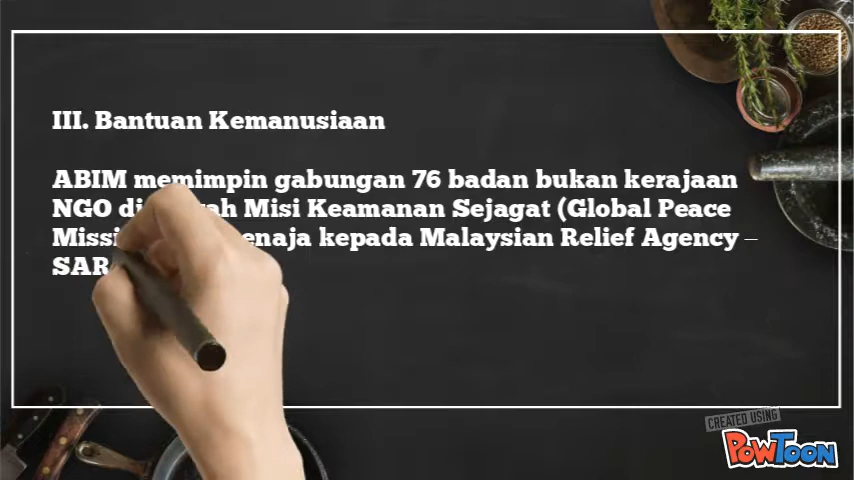 III. Bantuan Kemanusiaan
ABIM memimpin gabungan 76 badan bukan kerajaan
NGO Misi Keamanan Sejagat (Global Peace
kepada Malaysian Relief Agency –
CREATED USING
POWTOON